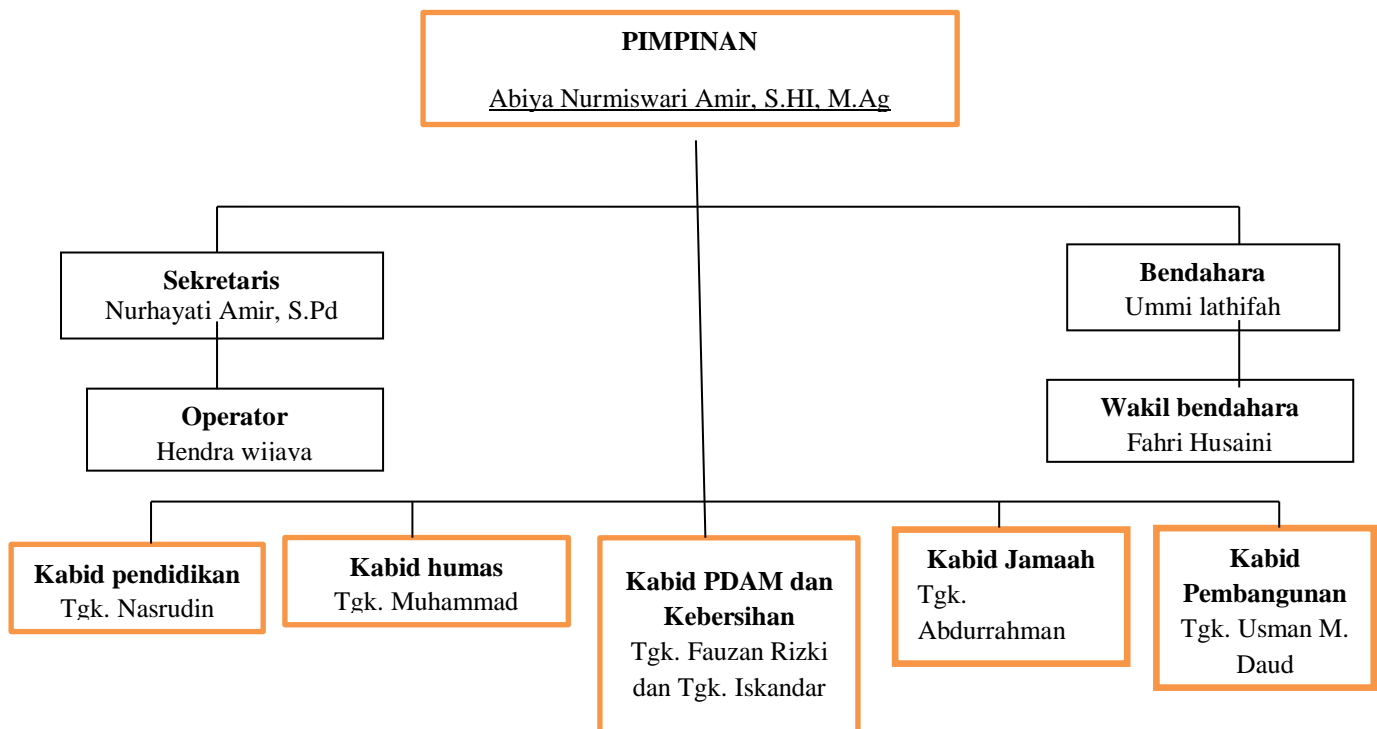 PIMPINAN
Abiya Nurmiswari Amir, S.HI, M.Ag
Sekretaris
Nurhayati Amir, S.Pd
Bendahara
Ummi lathifah
Operator
Hendra wijaya
Wakil bendahara
Fahri Husaini
Kabid pendidikan
Tgk. Nasrudin
Kabid humas
Tgk. Muhammad
Kabid PDAM dan
Kebersihan
Tgk. Fauzan Rizki
dan Tgk. Iskandar
Kabid Jamaah
Tgk.
Abdurrahman
Kabid
Pembangunan
Tgk. Usman M.
Daud